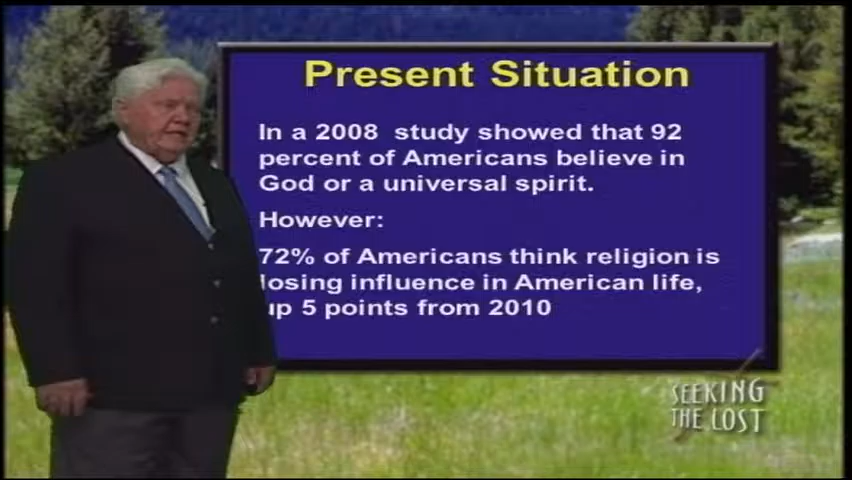 Present Situation
In a 2008 study showed that 92
percent of Americans believe in
God or a universal spirit.
However:
72% of Americans think religion is
losing influence in American life,
up 5 points from 2010
SEEKING
THE LOST